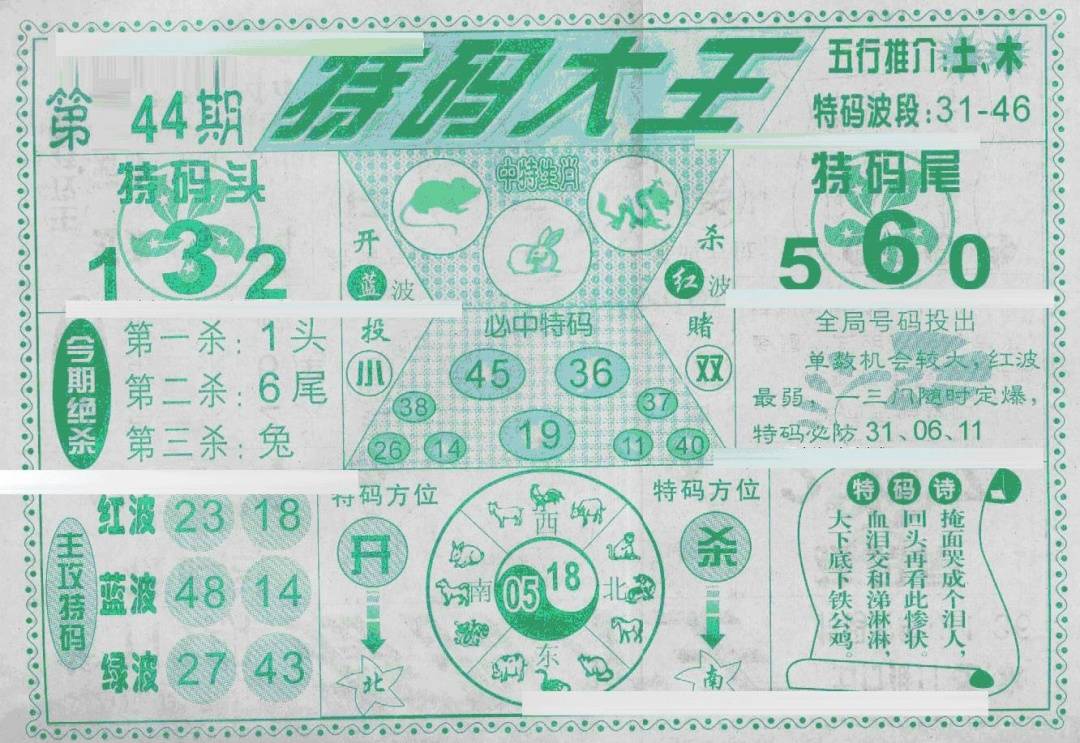 第 44期
特码大王
五行推介:土、木
特码波段:31-46
特码头
1 3 2
中特生肖
开
蓝波
杀
红波
特码尾
5 6 0
今期绝杀
第一杀:1头
第二杀:6尾
第三杀:兔
投
小
必中特码
45 36
38 37
19
26 14 11 40
赌
双
全局号码投出
单数机会较大,红波
最弱,一三门随时定爆,
特码必防 31、06、11
主攻特码
红波 23 18
蓝波 48 14
绿波 27 43
特码方位
开
北
西
南
05 18
北
东
特码方位
杀
南
特码诗
掩面哭成个泪人,
回头再看此惨状。
血泪交和涕淋淋,
大下底下铁公鸡。